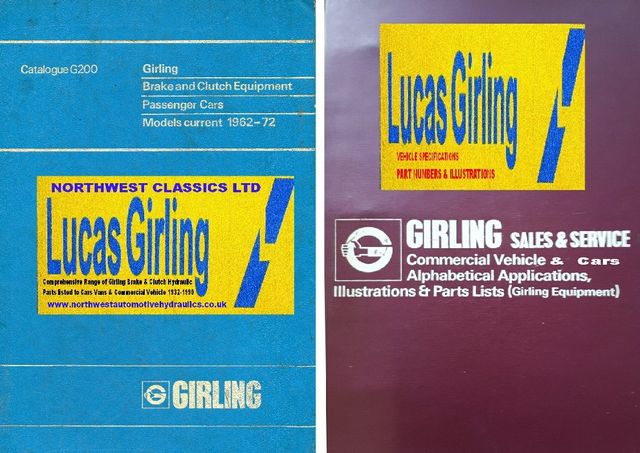 Catalogue G200
Girling
Brake and Clutch Equipment
Passenger Cars
Models current 1962-72
NORTHWEST CLASSICS LTD
Lucas Girling
Comprehensive Range of Girling Brake & Clutch Hydraulic
Parts listed to Cars Vans & Commercial Vehicle 1932-1990
www.northwestautomotivehydraulics.co.uk
GIRLING
Lucas Girling
VEHICLE SPECIFICATIONS
PART NUNBERS & ILLUSTRATIONS
GIRLING SALES & SERVICE
Commercial Vehicle & Cars
Alphabetical Applications,
Illustrations & Parts Lists (Girling Equipment)